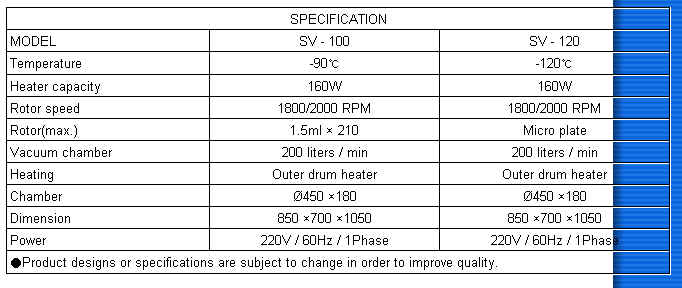 SPECIFICATION
MODEL SV - 100 SV - 120
Temperature -90℃ -120℃
Heater capacity 160W 160W
Rotor speed 1800/2000 RPM 1800/2000 RPM
Rotor(max.) 1.5ml × 210 Micro plate
Vacuum chamber 200 liters / min 200 liters / min
Heating Outer drum heater Outer drum heater
Chamber Ø450 ×180 Ø450 ×180
Dimension 850 ×700 ×1050 850 ×700 ×1050
Power 220V / 60Hz / 1Phase 220V / 60Hz / 1Phase
●Product designs or specifications are subject to change in order to improve quality.